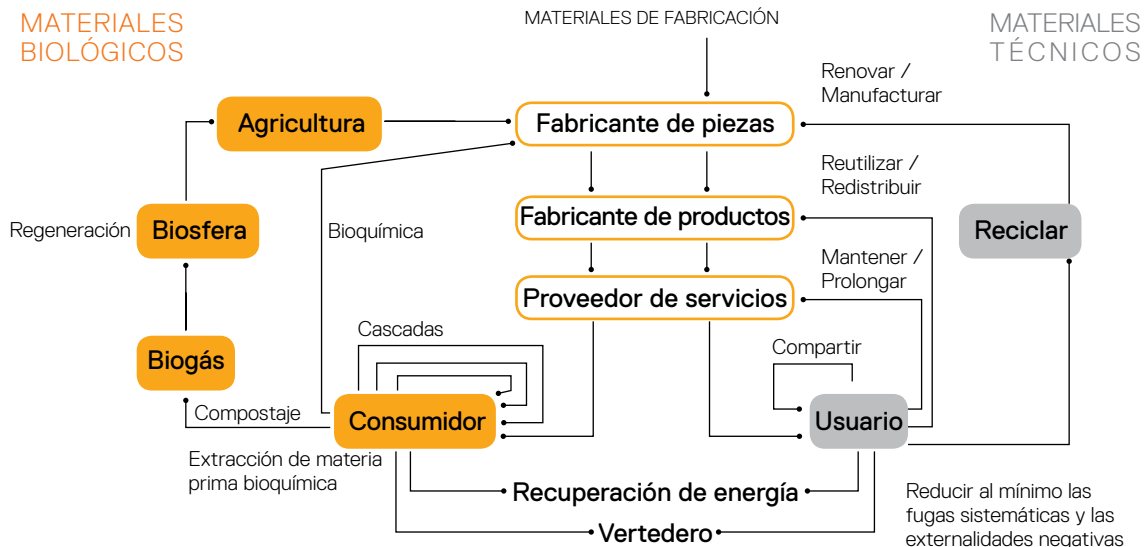 MATERIALES
BIOLÓGICOS
MATERIALES DE FABRICACIÓN
MATERIALES
TÉCNICOS
Renovar /
Manufacturar
Agricultura
Fabricante de piezas
Reutilizar /
Redistribuir
Regeneración
Biosfera
Bioquímica
Fabricante de productos
Reciclar
Mantener /
Prolongar
Proveedor de servicios
Cascadas
Compartir
Biogás
Compostaje
Consumidor
Usuario
Extracción de materia
prima bioquímica
Recuperación de energía
Vertedero
Reducir al mínimo las
fugas sistemáticas y las
externalidades negativas